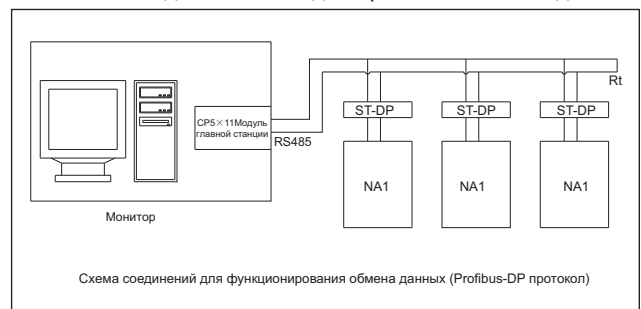 Rt
ST-DP ST-DP ST-DP
CP5×11Модуль
главной станции
RS485
NA1 NA1 NA1
Монитор
Схема соединений для функционирования обмена данных (Profibus-DP протокол)